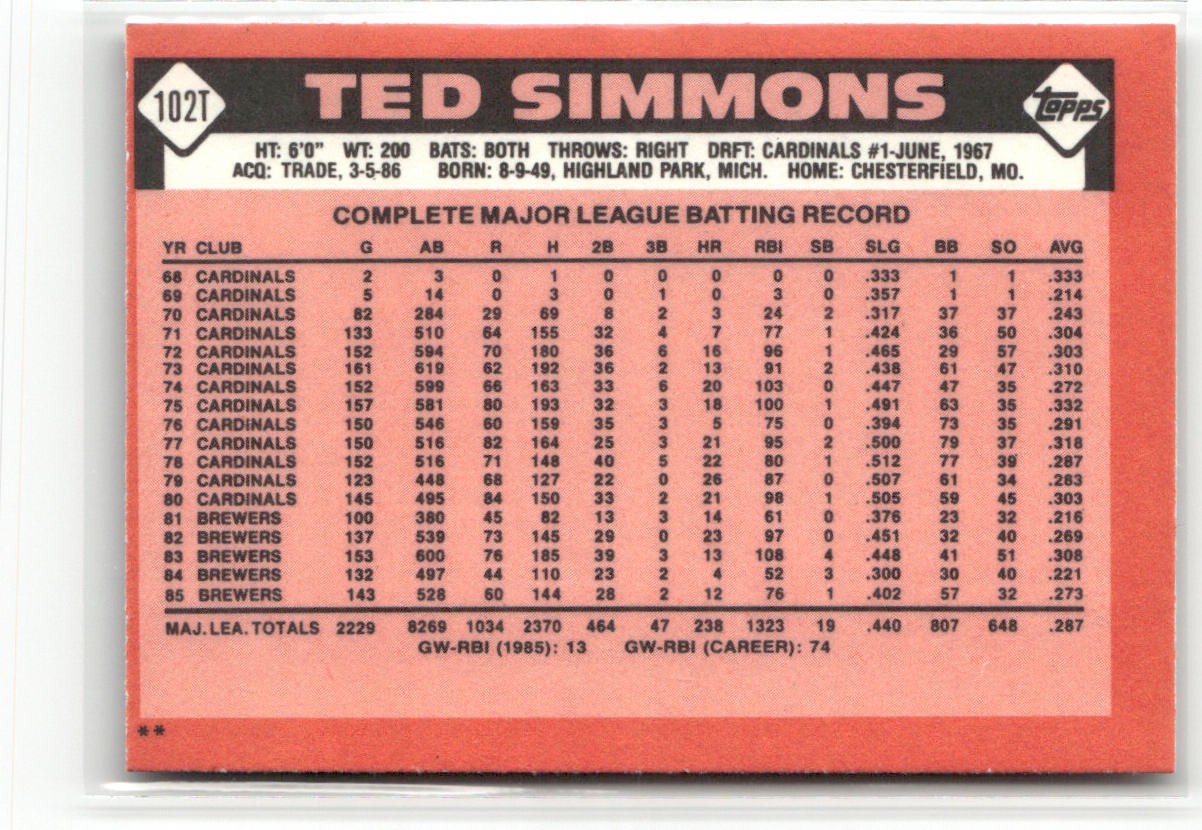 102T TED SIMMONS TOPPS
HT: 6'0" WT: 200 BATS: BOTH THROWS: RIGHT DRFT: CARDINALS #1-JUNE, 1967
ACQ: TRADE, 3-5-86 BORN: 8-9-49, HIGHLAND PARK, MICH. HOME: CHESTERFIELD, MO.
COMPLETE MAJOR LEAGUE BATTING RECORD
YR CLUB G AB R H 2B 3B HR RBI SB SLG BB SO AVG
68 CARDINALS 2 3 0 1 0 0 0 0 0 .333 1 1 .333
69 CARDINALS 5 14 0 3 0 1 0 3 0 .357 1 1 .214
70 CARDINALS 82 284 29 69 8 2 3 24 2 .317 37 37 .243
71 CARDINALS 133 510 64 155 32 4 7 77 1 .424 36 50 .304
72 CARDINALS 152 594 70 180 36 6 16 96 1 .465 29 57 .303
73 CARDINALS 161 619 62 192 36 2 13 91 2 .438 61 47 .310
74 CARDINALS 152 599 66 163 33 6 20 103 0 .447 47 35 .272
75 CARDINALS 157 581 80 193 32 3 18 100 1 .491 63 35 .332
76 CARDINALS 150 546 60 159 35 3 5 75 0 .394 73 35 .291
77 CARDINALS 150 516 82 164 25 3 21 95 2 .500 79 37 .318
78 CARDINALS 152 516 71 148 40 5 22 80 1 .512 77 39 .287
79 CARDINALS 123 448 68 127 22 0 26 87 0 .507 61 34 .283
80 CARDINALS 145 495 84 150 33 2 21 98 1 .505 59 45 .303
81 BREWERS 100 380 45 82 13 3 14 61 0 .376 23 32 .216
82 BREWERS 137 539 73 145 29 0 23 97 0 .451 32 40 .269
83 BREWERS 153 600 76 185 39 3 13 108 4 .448 41 51 .308
84 BREWERS 132 497 44 110 23 2 4 52 3 .300 30 40 .221
85 BREWERS 143 528 60 144 28 2 12 76 1 .402 57 32 .273
MAJ.LEA.TOTALS 2229 8269 1034 2370 464 47 238 1323 19 .440 807 648 .287
GW-RBI (1985): 13 GW-RBI (CAREER): 74
**